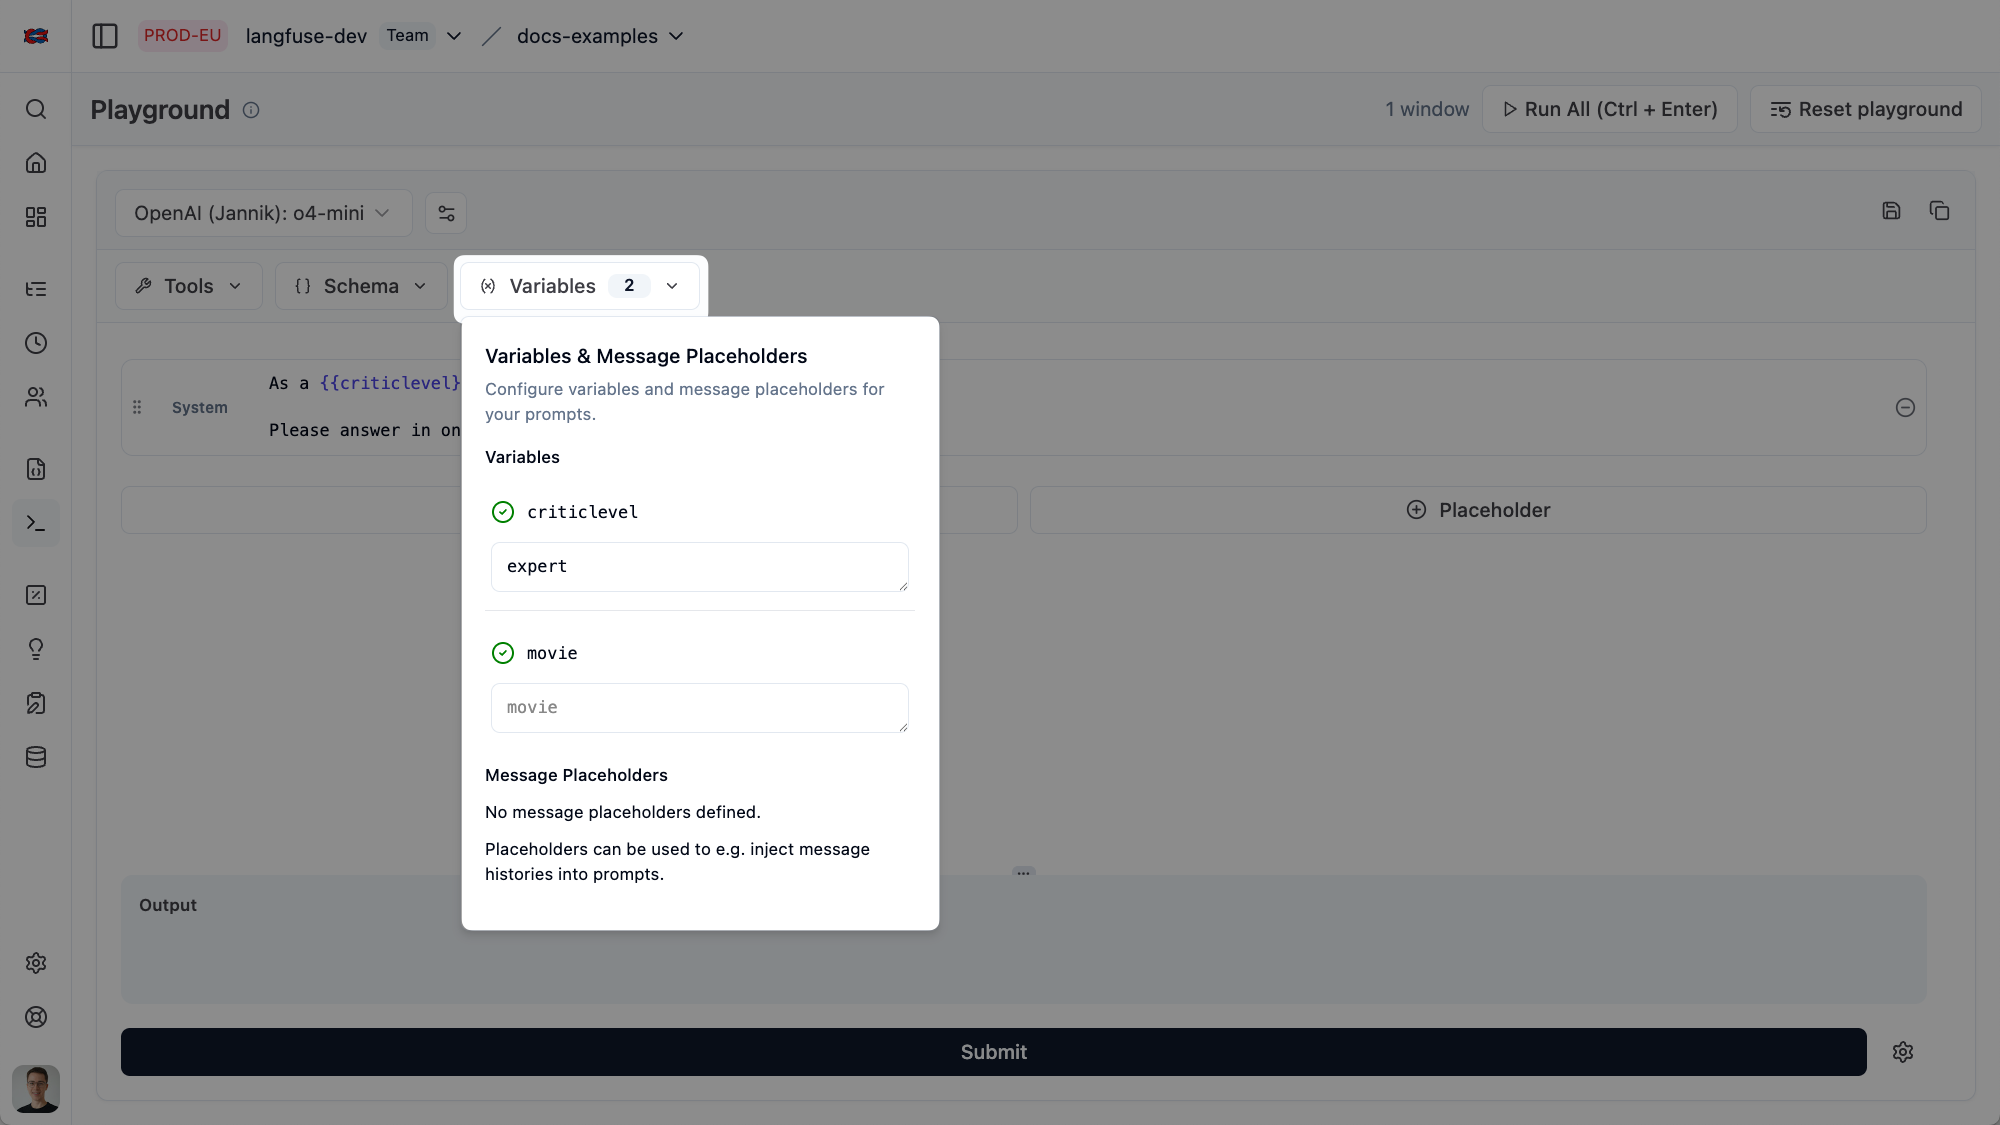 PROD-EU langfuse-dev Team docs-examples
Playground 1 window Run All (Ctrl + Enter) Reset playground
OpenAI (Jannik): o4-mini
Tools {} Schema (x) Variables 2
System
As a {{criticlevel}
Please answer in on
Variables & Message Placeholders
Configure variables and message placeholders for
your prompts.
Variables
criticlevel
expert
movie
movie
Message Placeholders
No message placeholders defined.
Placeholders can be used to e.g. inject message
histories into prompts.
Placeholder
Output
Submit